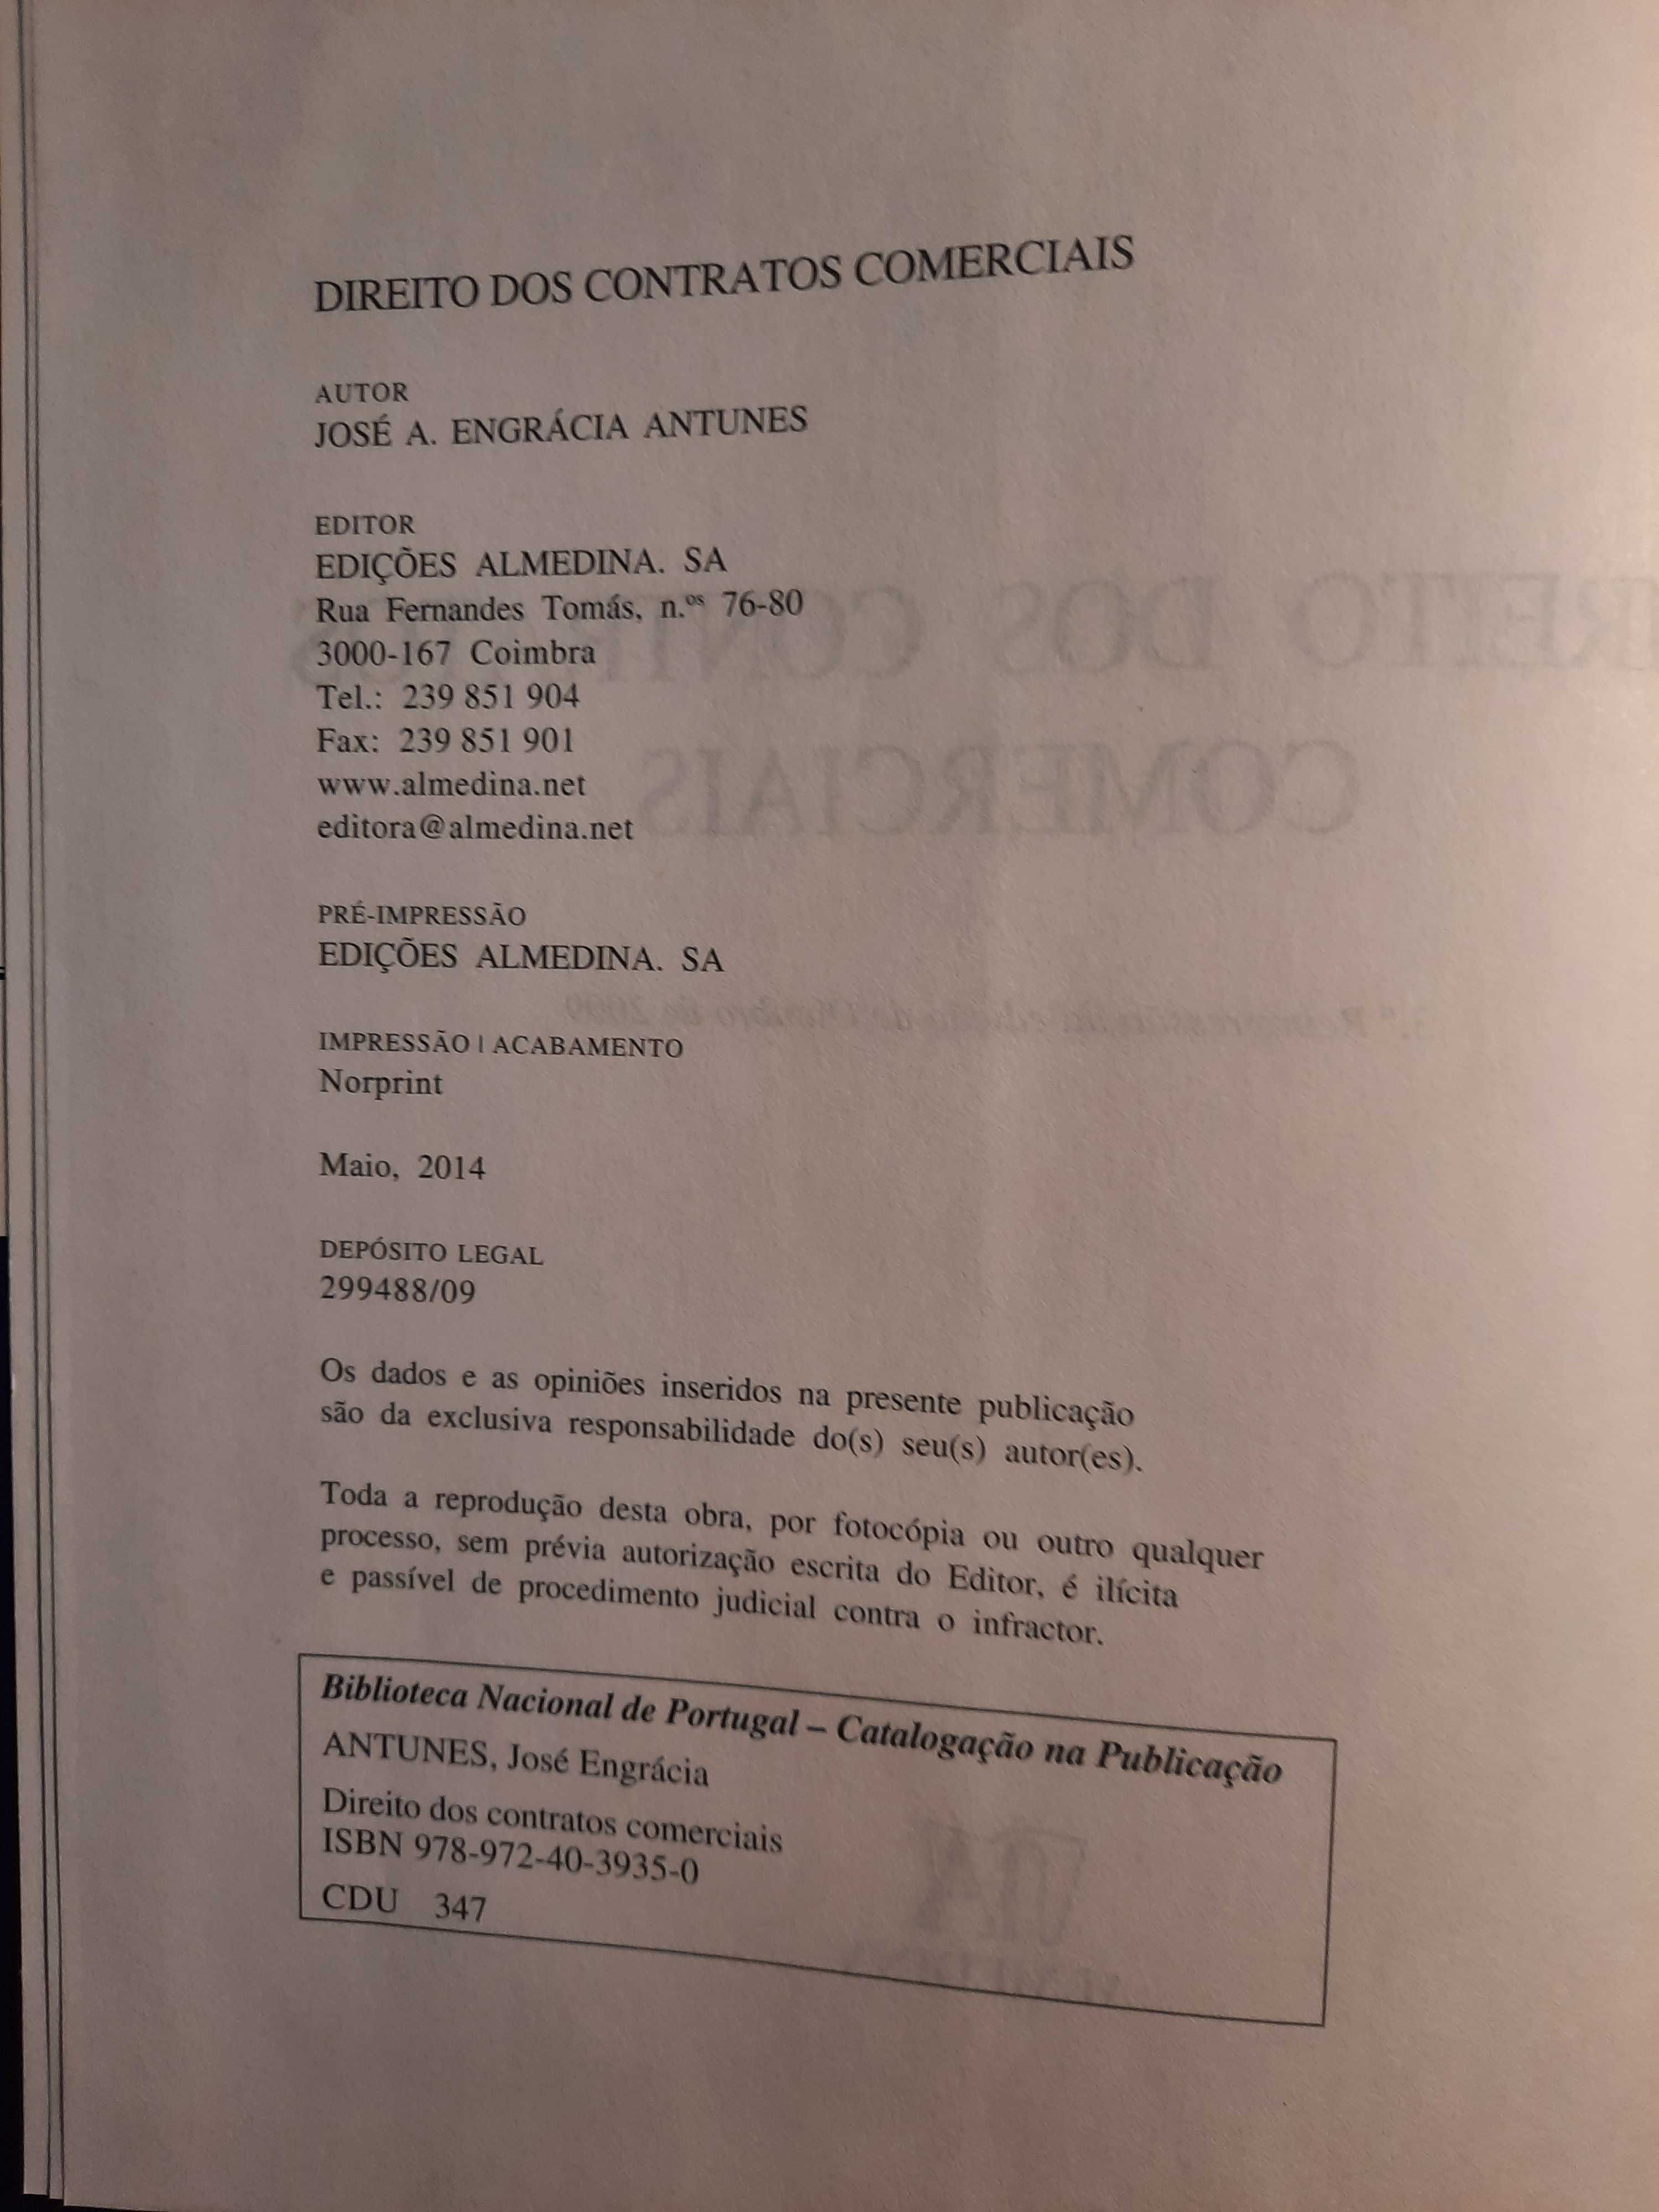 DIREITO DOS CONTRATOS COMERCIAIS
AUTOR
JOSÉ A. ENGRÁCIA ANTUNES
EDITOR
EDIÇÕES ALMEDINA. SA
Rua Fernandes Tomás, n.ºs 76-80
3000-167 Coimbra
Tel.: 239 851 904
Fax: 239 851 901
www.almedina.net
editora@almedina.net
PRÉ-IMPRESSÃO
EDIÇÕES ALMEDINA. SA
IMPRESSÃO | ACABAMENTO
Norprint
Maio, 2014
DEPÓSITO LEGAL
299488/09
Os dados e as opiniões inseridos na presente publicação
são da exclusiva responsabilidade do(s) seu(s) autor(es).
Toda a reprodução desta obra, por fotocópia ou outro qualquer
processo, sem prévia autorização escrita do Editor, é ilícita
e passível de procedimento judicial contra o infractor.
Biblioteca Nacional de Portugal – Catalogação na Publicação
ANTUNES, José Engrácia
Direito dos contratos comerciais
ISBN 978-972-40-3935-0
CDU 347